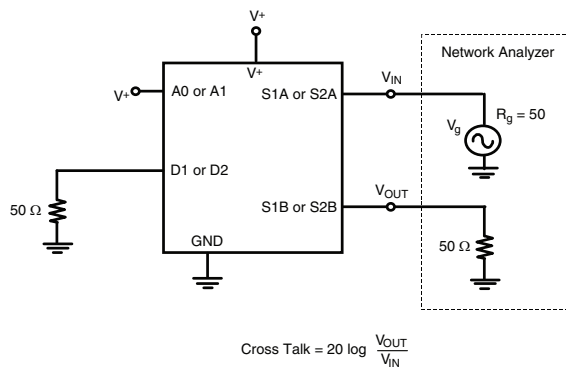 V+
Network Analyzer
V+
V+
A0 or A1
S1A or S2A
VIN
Vg
Rg = 50
D1 or D2
VOUT
S1B or S2B
50 Ω
50 Ω
GND
Cross Talk = 20 log VOUT
VIN